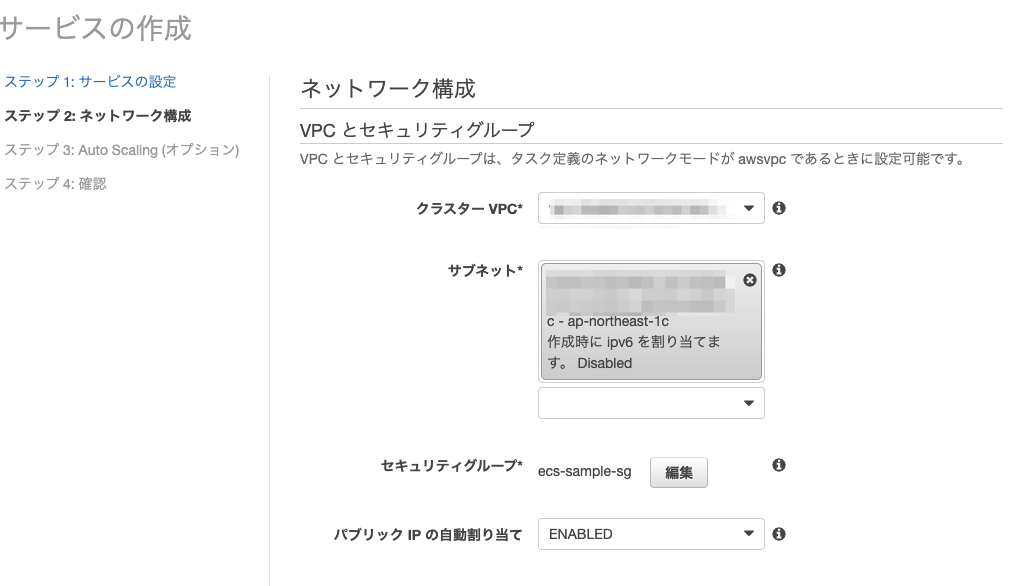 サービスの作成
ステップ 1: サービスの設定
ステップ 2: ネットワーク構成
ステップ 3: Auto Scaling (オプション)
ステップ 4: 確認
ネットワーク構成
VPC とセキュリティグループ
VPC とセキュリティグループは、タスク定義のネットワークモードが awsvpc であるときに設定可能です。
クラスター VPC*
サブネット*
c - ap-northeast-1c
作成時に ipv6 を割り当てま
す。 Disabled
セキュリティグループ* ecs-sample-sg 編集
パブリック IP の自動割り当て ENABLED